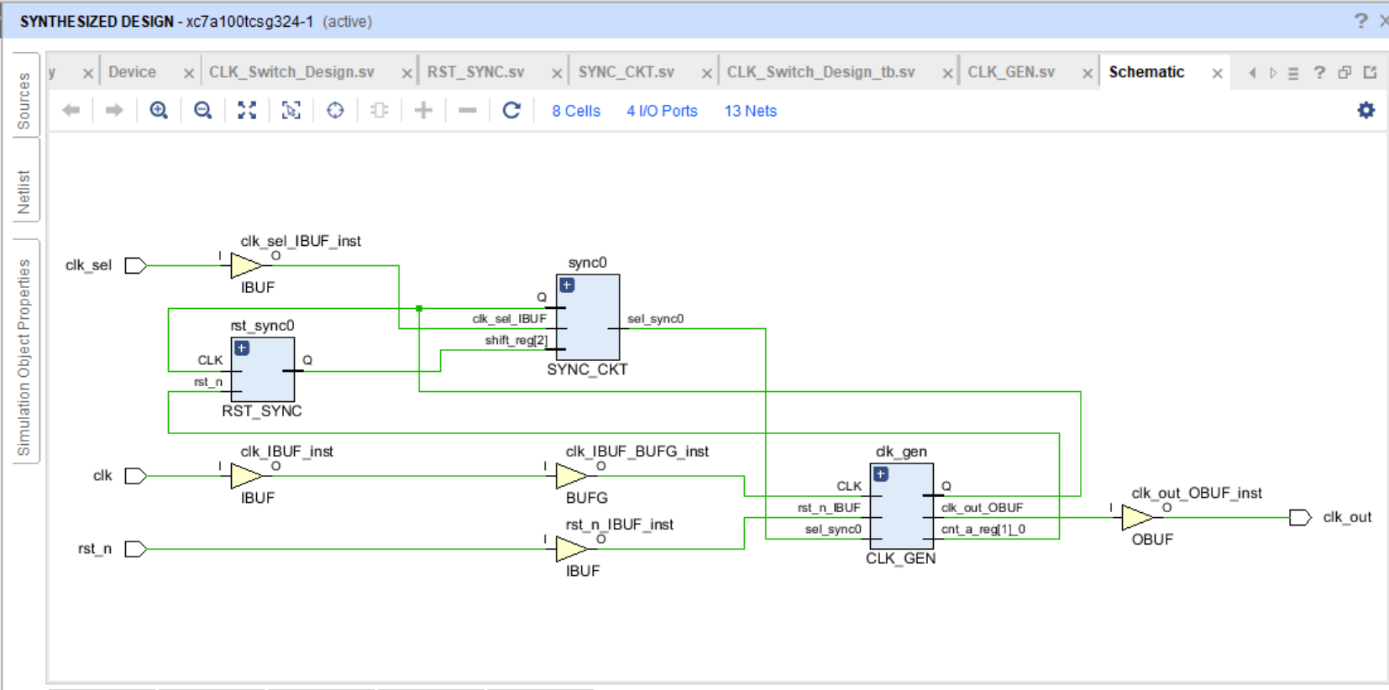 SYNTHESIZED DESIGN - xc7a100tcsg324-1 (active)
y Device CLK_Switch_Design.sv RST_SYNC.sv SYNC_CKT.sv CLK_Switch_Design_tb.sv CLK_GEN.sv Schematic
8 Cells 4 I/O Ports 13 Nets
Sources
Netlist
Simulation Object Properties
clk_sel
clk_sel_IBUF_inst
I
O
IBUF
sync0
Q
clk_sel_IBUF
shift_reg[2]
sel_sync0
SYNC_CKT
rst_sync0
CLK
rst_n
Q
RST_SYNC
clk
clk_IBUF_inst
I
O
IBUF
clk_IBUF_BUFG_inst
I
O
BUFG
rst_n
rst_n_IBUF_inst
I
O
IBUF
clk_gen
CLK
rst_n_IBUF
sel_sync0
Q
clk_out_OBUF
cnt_a_reg[1]_0
CLK_GEN
clk_out_OBUF_inst
I
O
OBUF
clk_out